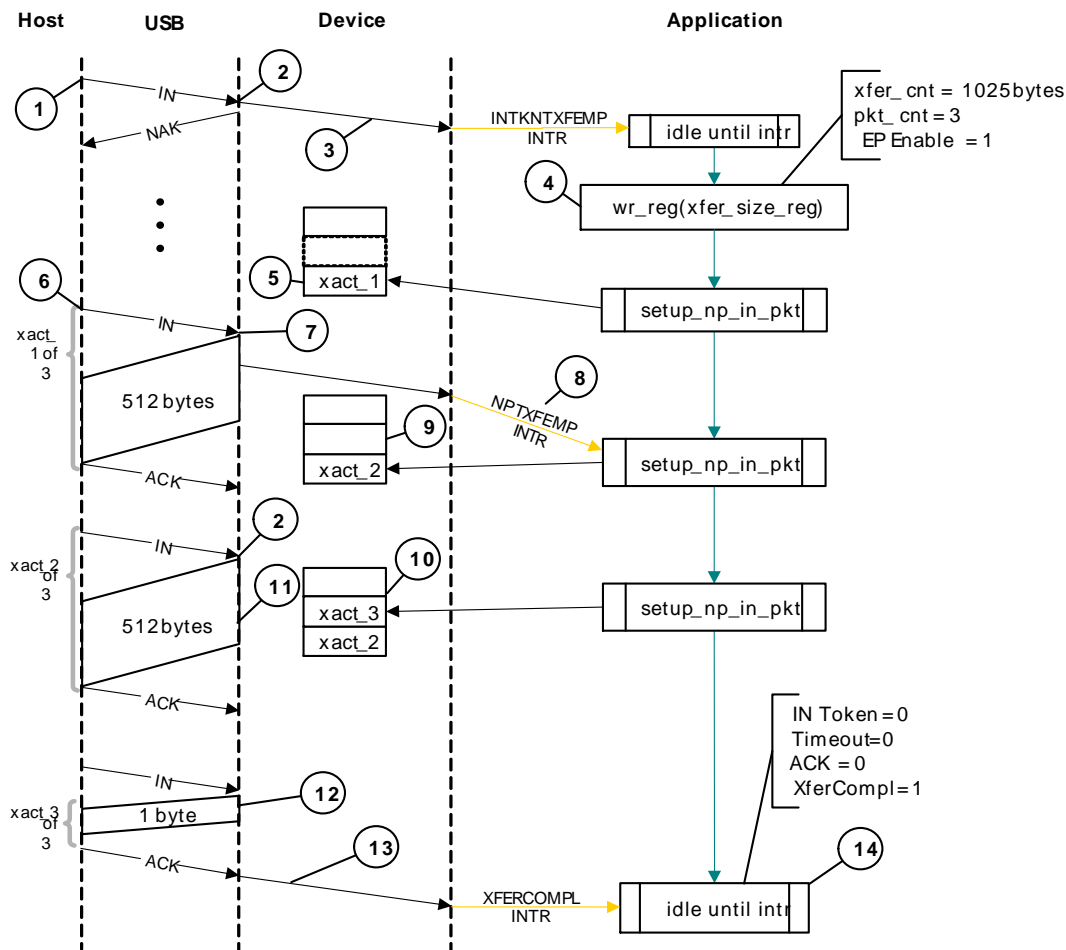 Host
USB
Device
Application
1
IN
2
NAK
3
INTKNTXFEMP
INTR
idle until intr
xfer_cnt = 1025bytes
pkt_cnt = 3
EP Enable = 1
4
wr_reg(xfer_size_reg)
5
xact_1
setup_np_in_pkt
6
IN
7
xact_
1 of
3
512 bytes
8
NPTXFEMP
INTR
9
xact_2
setup_np_in_pkt
ACK
2
IN
xact_2
of
3
10
11
512 bytes
xact_3
xact_2
setup_np_in_pkt
ACK
IN Token = 0
Timeout=0
ACK = 0
XferCompl = 1
IN
12
xact_3
of
3
1 byte
ACK
13
XFERCOMPL
INTR
14
idle until intr